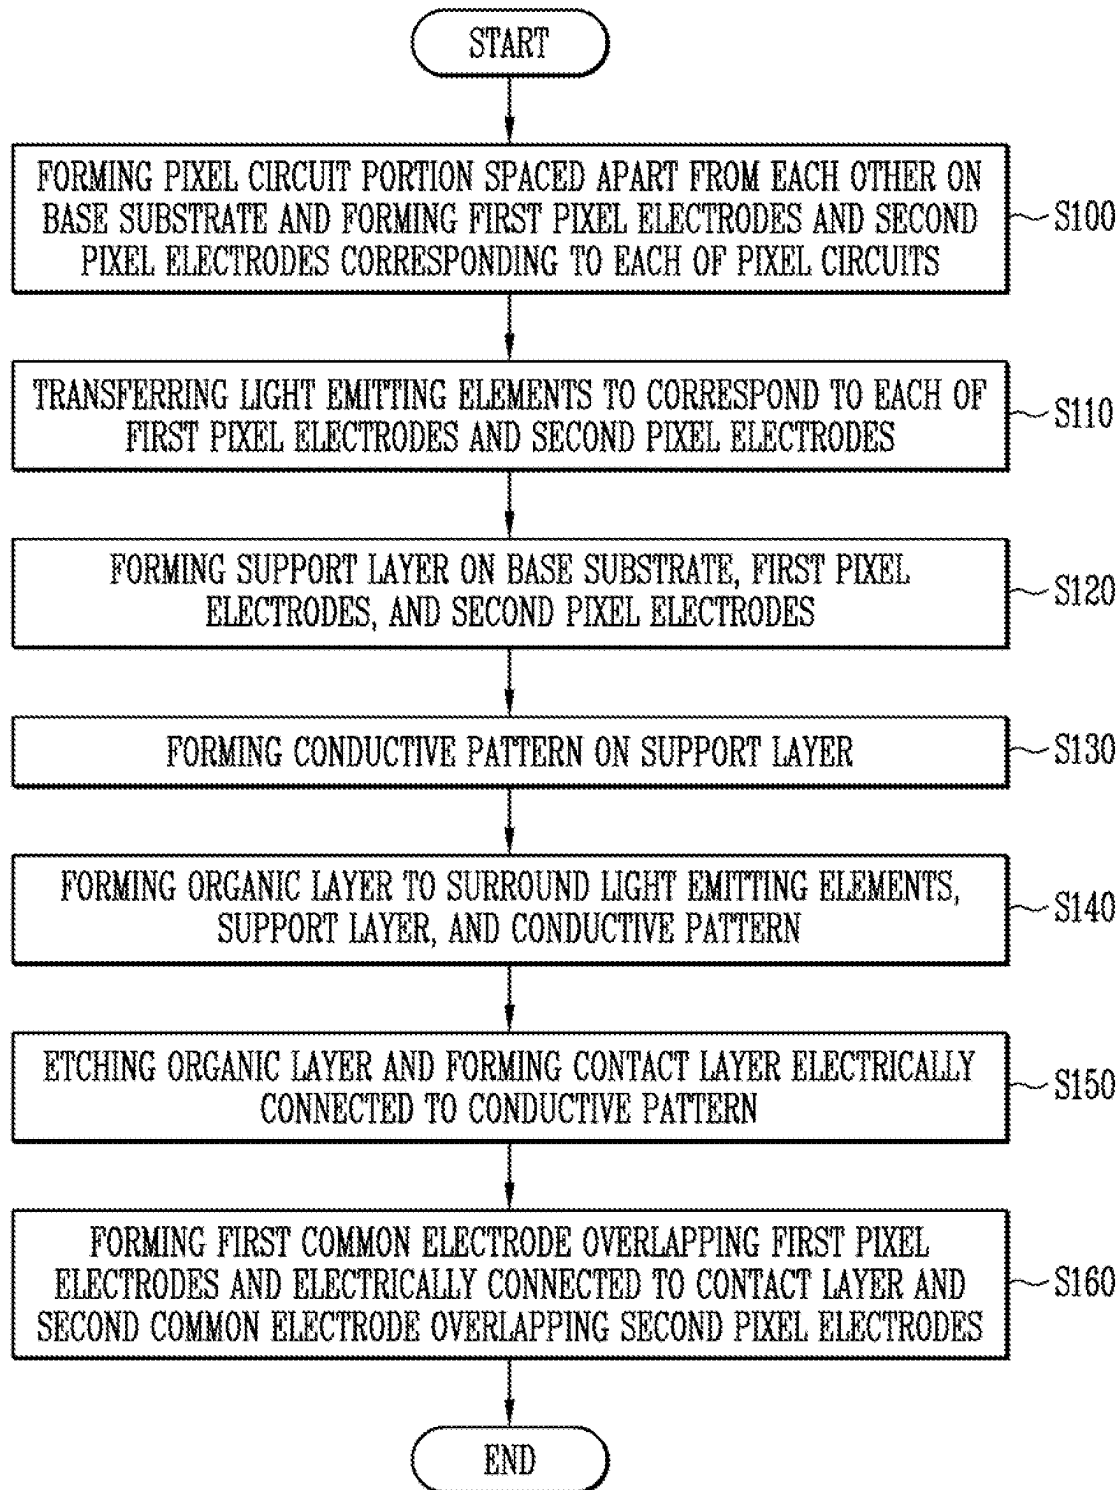 START
FORMING PIXEL CIRCUIT PORTION SPACED APART FROM EACH OTHER ON
BASE SUBSTRATE AND FORMING FIRST PIXEL ELECTRODES AND SECOND
PIXEL ELECTRODES CORRESPONDING TO EACH OF PIXEL CIRCUITS
S100
TRANSFERRING LIGHT EMITTING ELEMENTS TO CORRESPOND TO EACH OF
FIRST PIXEL ELECTRODES AND SECOND PIXEL ELECTRODES
S110
FORMING SUPPORT LAYER ON BASE SUBSTRATE, FIRST PIXEL
ELECTRODES, AND SECOND PIXEL ELECTRODES
S120
FORMING CONDUCTIVE PATTERN ON SUPPORT LAYER
S130
FORMING ORGANIC LAYER TO SURROUND LIGHT EMITTING ELEMENTS,
SUPPORT LAYER, AND CONDUCTIVE PATTERN
S140
ETCHING ORGANIC LAYER AND FORMING CONTACT LAYER ELECTRICALLY
CONNECTED TO CONDUCTIVE PATTERN
S150
FORMING FIRST COMMON ELECTRODE OVERLAPPING FIRST PIXEL
ELECTRODES AND ELECTRICALLY CONNECTED TO CONTACT LAYER AND
SECOND COMMON ELECTRODE OVERLAPPING SECOND PIXEL ELECTRODES
S160
END